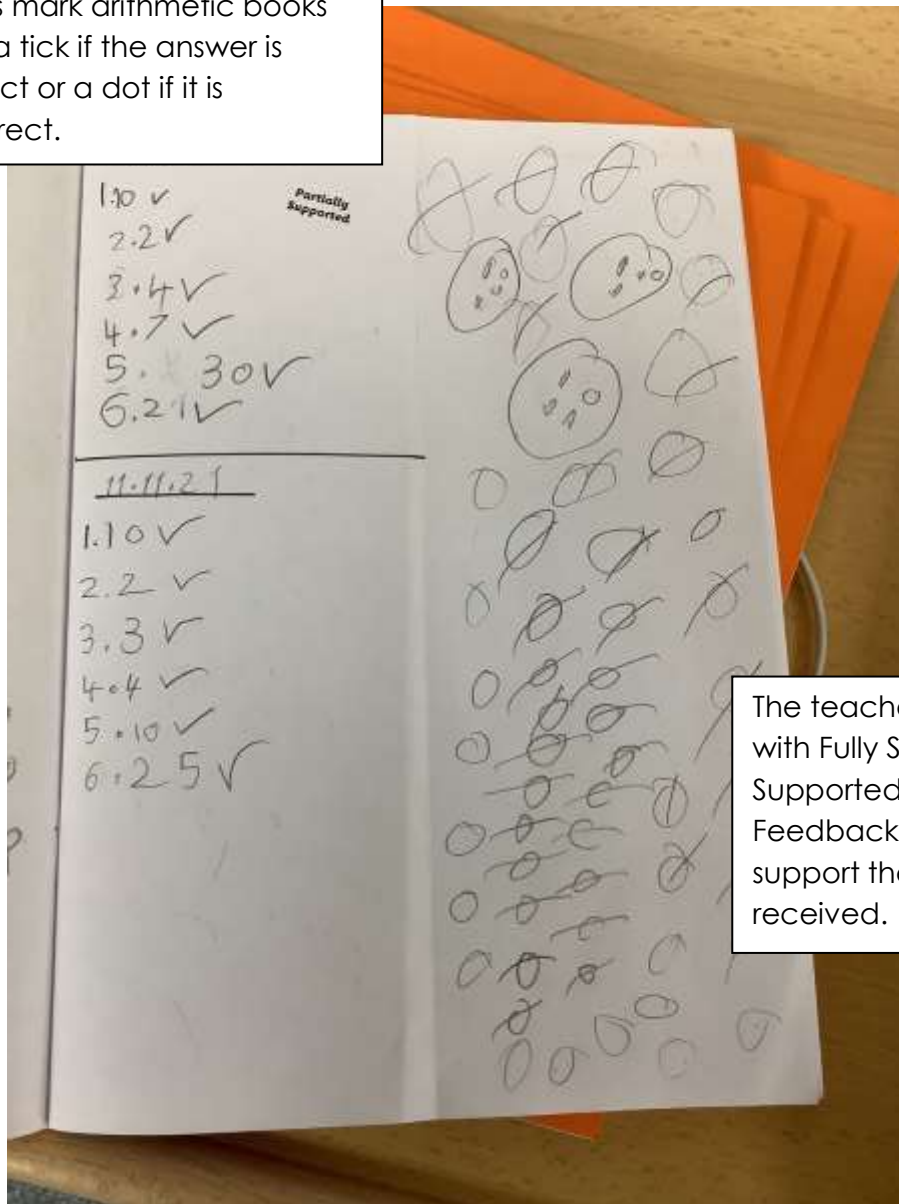 s mark arithmetic books
a tick if the answer is
ct or a dot if it is
rect.
1.10 ✓
Partially
Supported
2.2 ✓
3.4 ✓
4.7 ✓
5. 30 ✓
6.21 ✓
11.11.21
1.10 ✓
2.2 ✓
3.3 ✓
4.4 ✓
5.10 ✓
6.25 ✓
The teache
with Fully S
Supported
Feedback
support the
received.